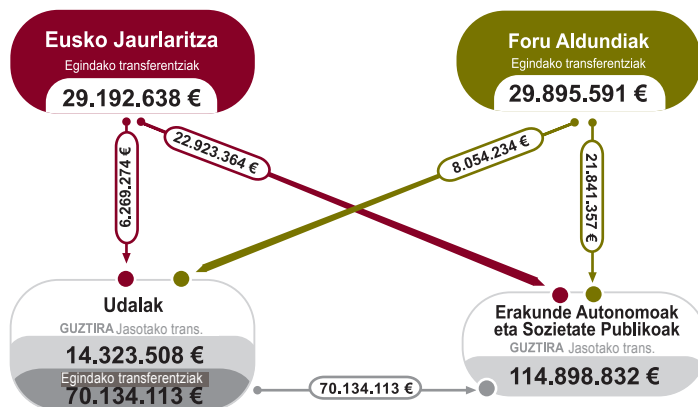 Eusko Jaurlaritza
Egindako transferentziak
29.192.638 €
Foru Aldundiak
Egindako transferentziak
29.895.591 €
6.269.274 €
22.923.364 €
8.054.234 €
21.841.357 €
Udalak
GUZTIRA Jasotako trans.
14.323.508 €
Egindako transferentziak
70.134.113 €
70.134.113 €
Erakunde Autonomoak
eta Sozietate Publikoak
GUZTIRA Jasotako trans.
114.898.832 €